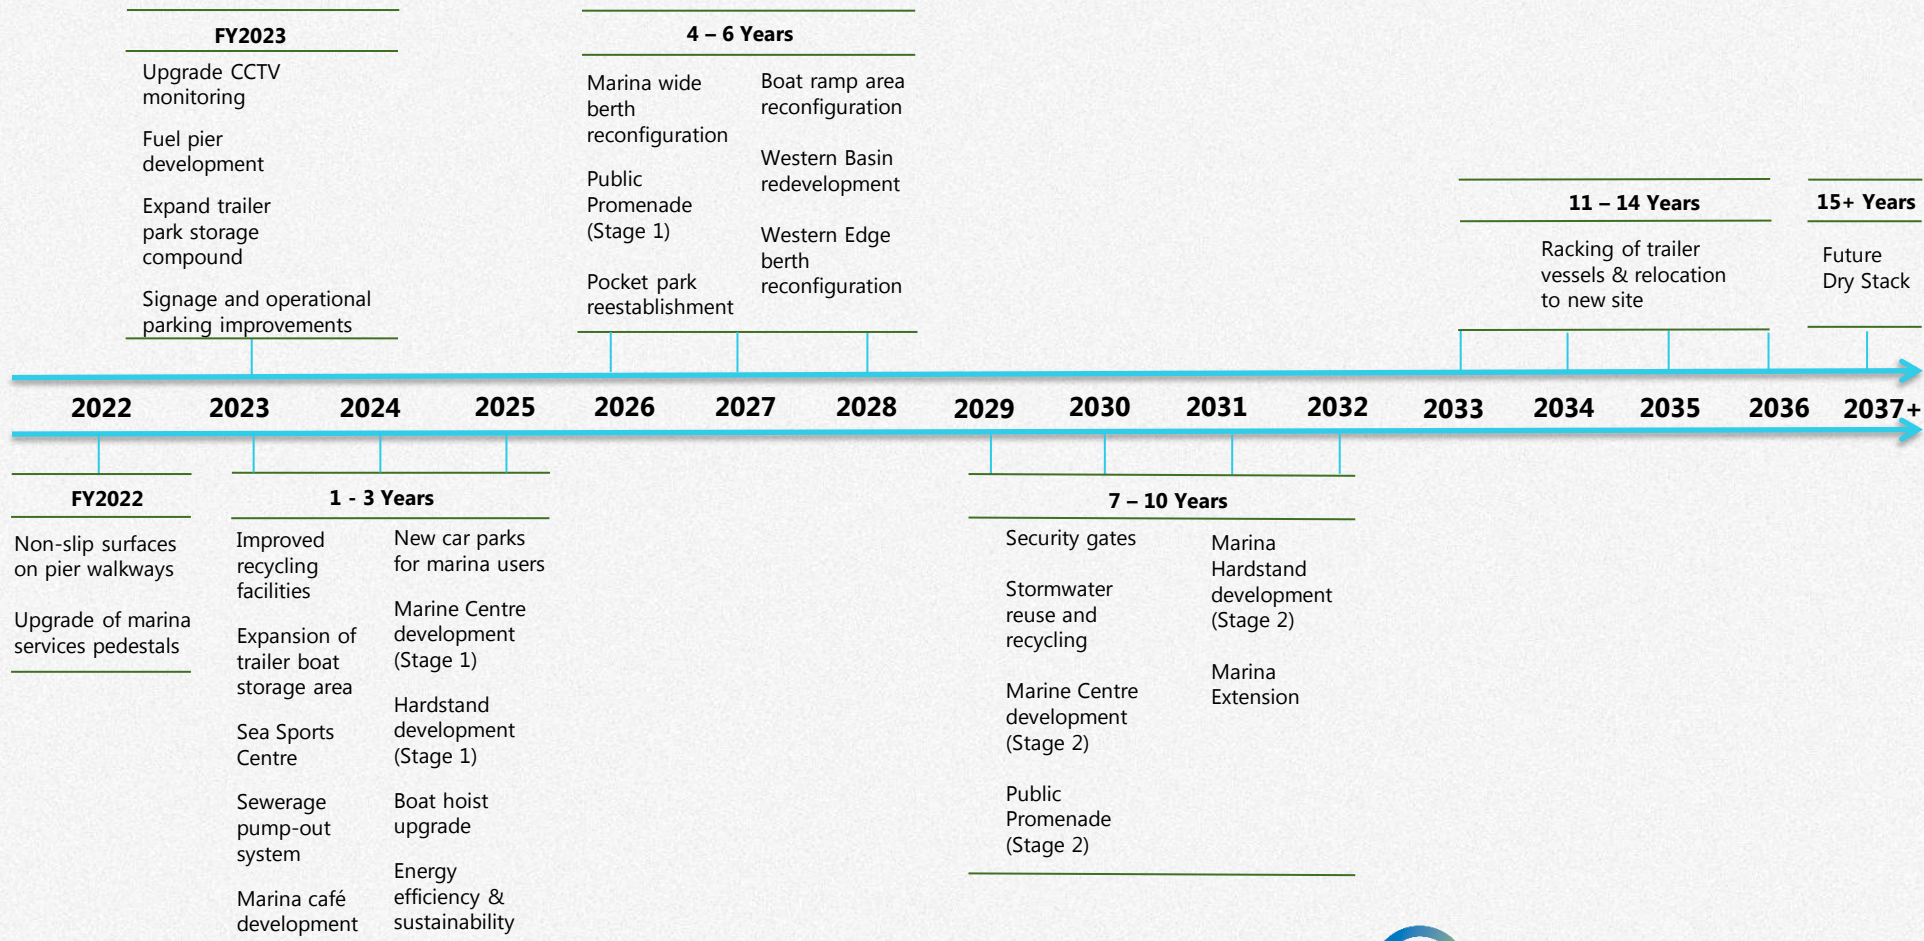 FY2023
Upgrade CCTV
monitoring
Fuel pier
development
Expand trailer
park storage
compound
Signage and operational
parking improvements
4 – 6 Years
Marina wide
berth
reconfiguration
Public
Promenade
(Stage 1)
Pocket park
reestablishment
Boat ramp area
reconfiguration
Western Basin
redevelopment
Western Edge
berth
reconfiguration
11 – 14 Years
Racking of trailer
vessels & relocation
to new site
15+ Years
Future
Dry Stack
2022 2023 2024 2025 2026 2027 2028 2029 2030 2031 2032 2033 2034 2035 2036 2037+
FY2022
Non-slip surfaces
on pier walkways
Upgrade of marina
services pedestals
1 - 3 Years
Improved
recycling
facilities
Expansion of
trailer boat
storage area
Sea Sports
Centre
Sewerage
pump-out
system
Marina café
development
New car parks
for marina users
Marine Centre
development
(Stage 1)
Hardstand
development
(Stage 1)
Boat hoist
upgrade
Energy
efficiency &
sustainability
7 – 10 Years
Security gates
Stormwater
reuse and
recycling
Marine Centre
development
(Stage 2)
Public
Promenade
(Stage 2)
Marina
Hardstand
development
(Stage 2)
Marina
Extension